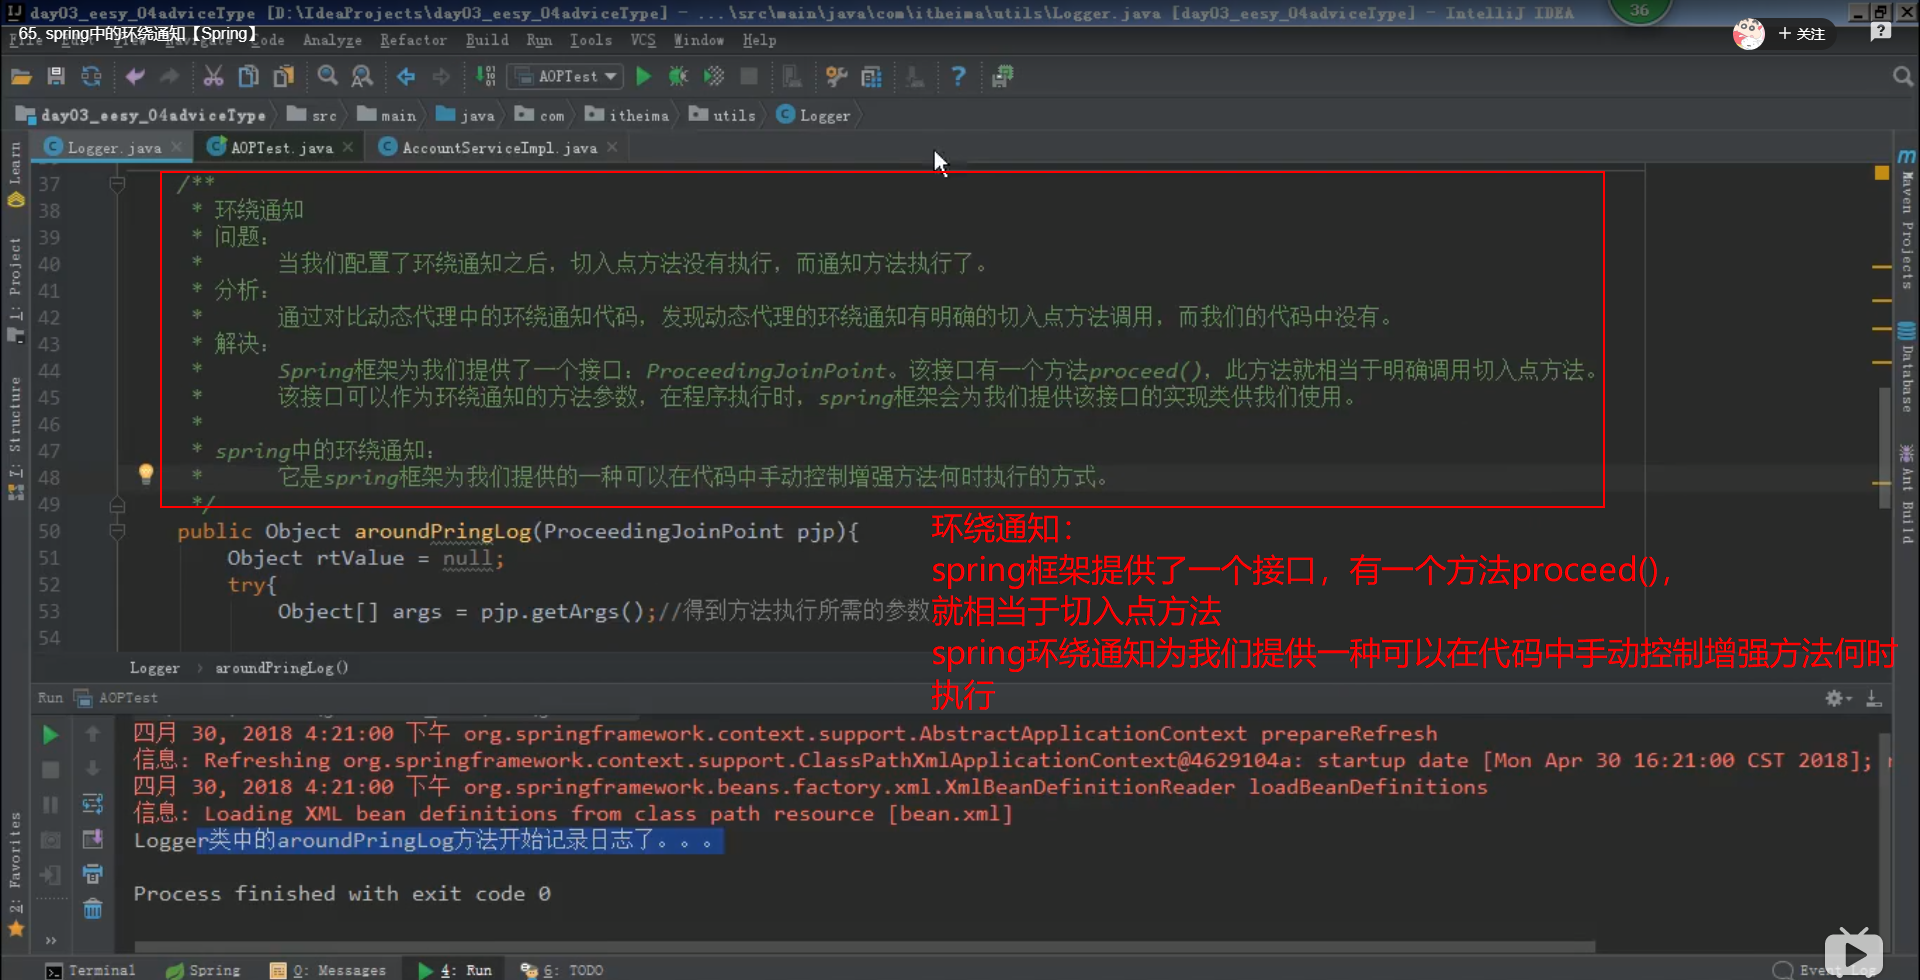 day03_eesy_04adviceType [D:\IdeaProjects\day03_eesy_04adviceType] - ...\src\main\java\com\itheima\utils\Logger.java [day03_eesy_04adviceType] - IntelliJ IDEA
36
65. spring中的环绕通知【Spring】
+ 关注
File Edit View Navigate Code Analyze Refactor Build Run Tools VCS Window Help
AOPTest
day03_eesy_04adviceType src main java com itheima utils Logger
Logger.java AOPTest.java AccountServiceImpl.java
Learn
1: Project
7: Structure
2: Favorites
Maven Projects
Database
Ant Build
37 /**
38 * 环绕通知
39 * 问题：
40 * 当我们配置了环绕通知之后，切入点方法没有执行，而通知方法执行了。
41 * 分析：
42 * 通过对比动态代理中的环绕通知代码，发现动态代理的环绕通知有明确的切入点方法调用，而我们的代码中没有。
43 * 解决：
44 * Spring框架为我们提供了一个接口：ProceedingJoinPoint。该接口有一个方法proceed()，此方法就相当于明确调用切入点方法。
45 * 该接口可以作为环绕通知的方法参数，在程序执行时，spring框架会为我们提供该接口的实现类供我们使用。
46 *
47 * spring中的环绕通知：
48 * 它是spring框架为我们提供的一种可以在代码中手动控制增强方法何时执行的方式。
49 */
50 public Object aroundPringLog(ProceedingJoinPoint pjp){
51 Object rtValue = null;
52 try{
53 Object[] args = pjp.getArgs();//得到方法执行所需的参数
54
环绕通知：
spring框架提供了一个接口，有一个方法proceed()，
就相当于切入点方法
spring环绕通知为我们提供一种可以在代码中手动控制增强方法何时
执行
Logger › aroundPringLog()
Run AOPTest
四月 30, 2018 4:21:00 下午 org.springframework.context.support.AbstractApplicationContext prepareRefresh
信息: Refreshing org.springframework.context.support.ClassPathXmlApplicationContext@4629104a: startup date [Mon Apr 30 16:21:00 CST 2018]; r
四月 30, 2018 4:21:00 下午 org.springframework.beans.factory.xml.XmlBeanDefinitionReader loadBeanDefinitions
信息: Loading XML bean definitions from class path resource [bean.xml]
Logger类中的aroundPringLog方法开始记录日志了。。。
Process finished with exit code 0
Terminal Spring 0: Messages 4: Run 6: TODO Event Log